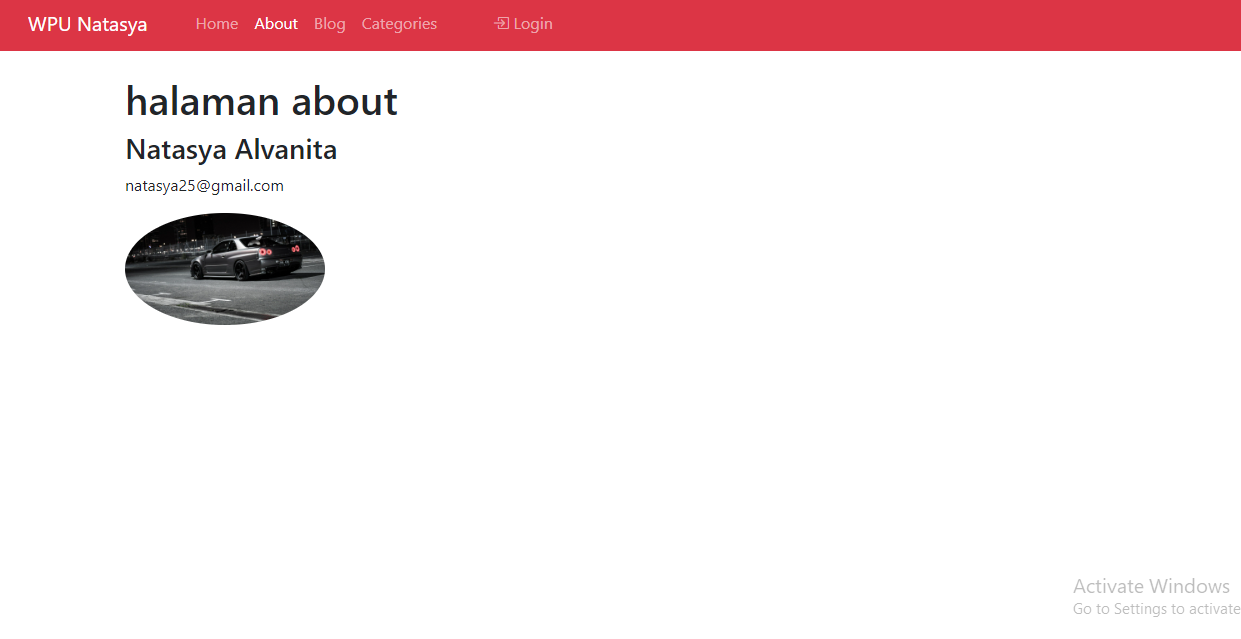 WPU Natasya Home About Blog Categories Login
halaman about
Natasya Alvanita
natasya25@gmail.com
Activate Windows
Go to Settings to activate